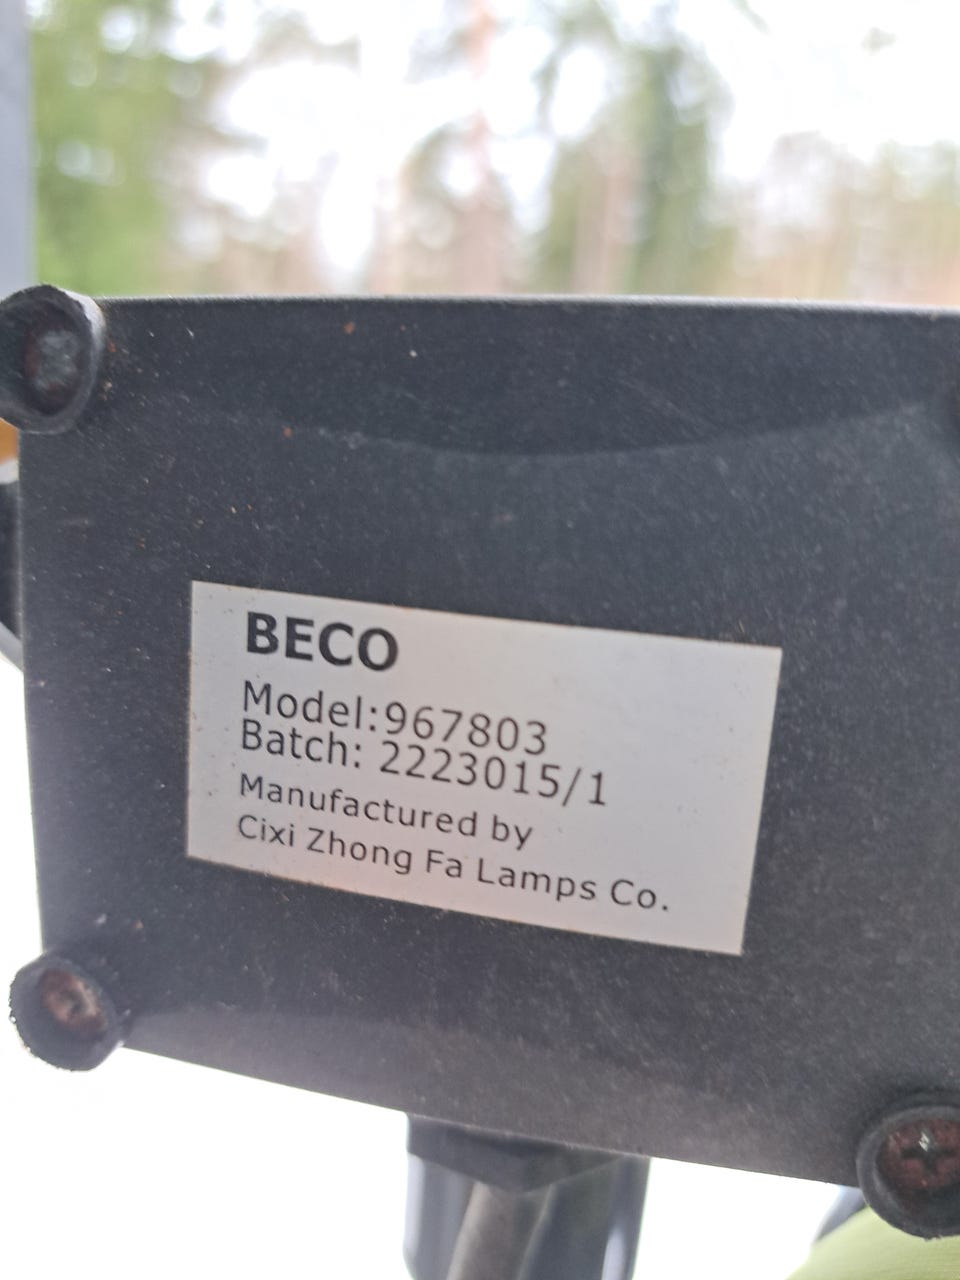 BECO
Model:967803
Batch: 2223015/1
Manufactured by
Cixi Zhong Fa Lamps Co.